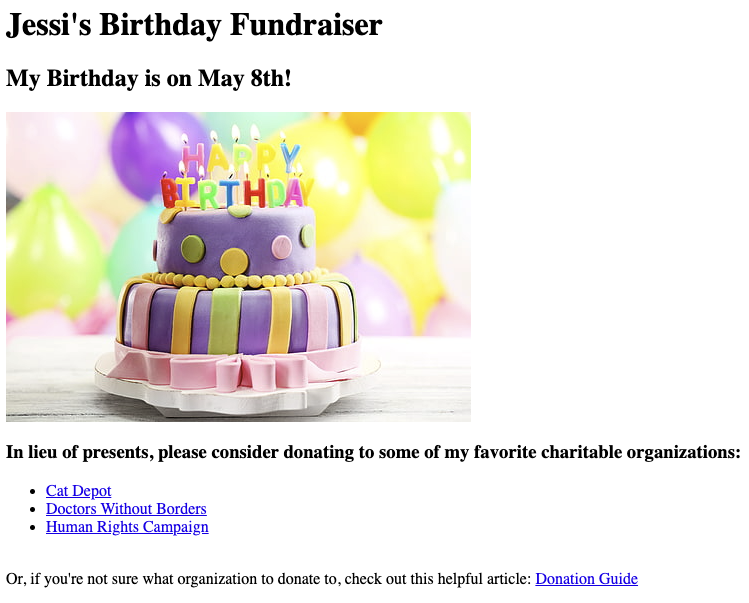 Jessi's Birthday Fundraiser
My Birthday is on May 8th!
HAPPY
BIRTHDAY
In lieu of presents, please consider donating to some of my favorite charitable organizations:
Cat Depot
Doctors Without Borders
Human Rights Campaign
Or, if you're not sure what organization to donate to, check out this helpful article: Donation Guide